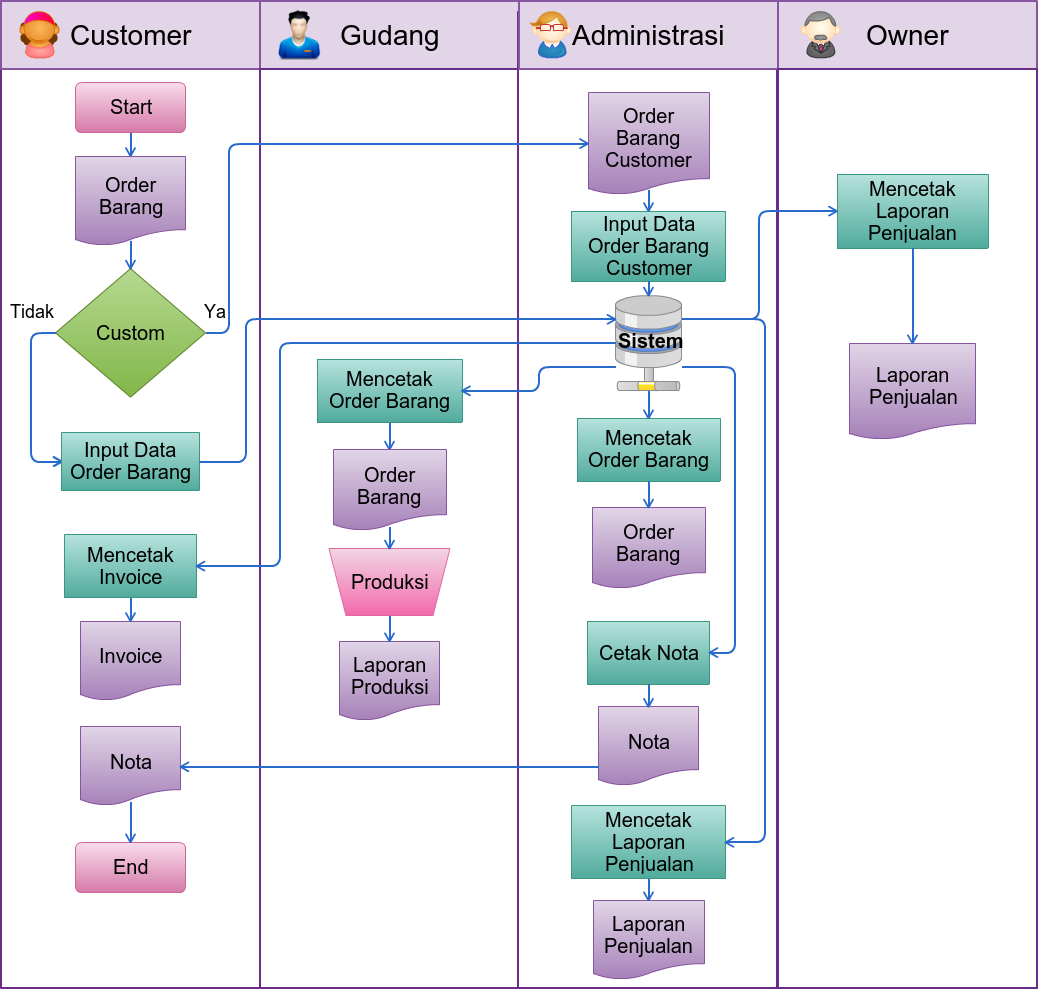 Customer
Gudang
Administrasi
Owner
Start
Order
Barang
Custom
Tidak
Ya
Input Data
Order Barang
Mencetak
Invoice
Invoice
Nota
End
Mencetak
Order Barang
Order
Barang
Produksi
Laporan
Produksi
Order
Barang
Customer
Input Data
Order Barang
Customer
Sistem
Mencetak
Order Barang
Order
Barang
Cetak Nota
Nota
Mencetak
Laporan
Penjualan
Laporan
Penjualan
Mencetak
Laporan
Penjualan
Laporan
Penjualan